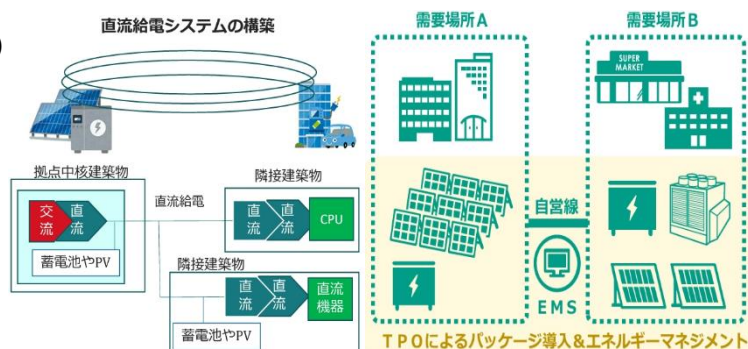 直流給電システムの構築
拠点中核建築物
交流
直流
蓄電池やPV
直流給電
隣接建築物
直流
直流
CPU
隣接建築物
直流
直流
直流機器
蓄電池やPV
需要場所A
需要場所B
SUPER
MARKET
自営線
EMS
TPOによるパッケージ導入&エネルギーマネジメント